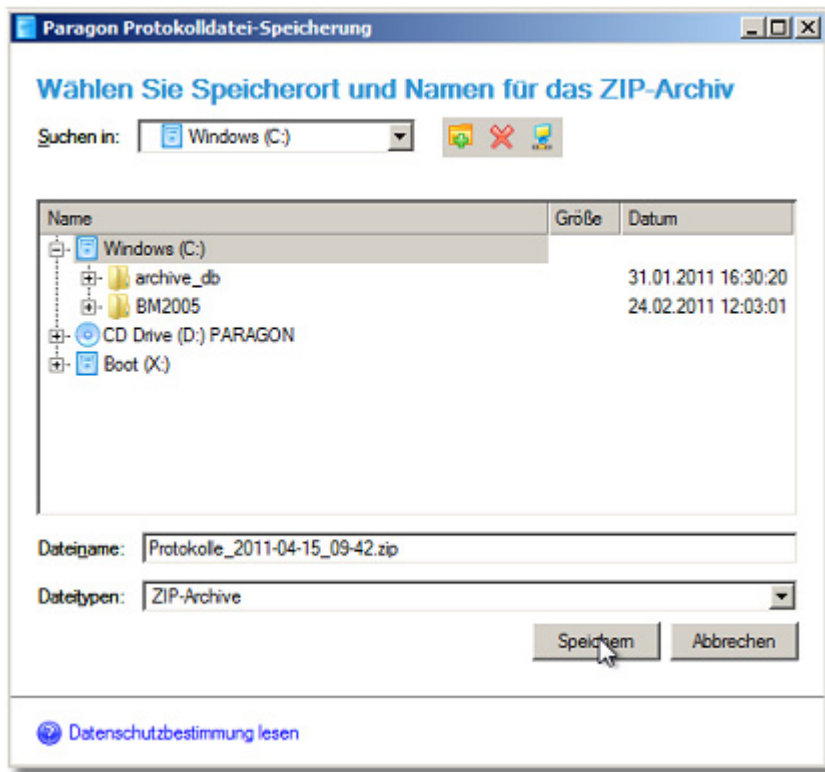 Paragon Protokolldatei-Speicherung
Wählen Sie Speicherort und Namen für das ZIP-Archiv
Suchen in: Windows (C:)
Name Größe Datum
Windows (C:)
archive_db 31.01.2011 16:30:20
BM2005 24.02.2011 12:03:01
CD Drive (D:) PARAGON
Boot (X:)
Dateiname: Protokolle_2011-04-15_09-42.zip
Dateitypen: ZIP-Archive
Speichern Abbrechen
Datenschutzbestimmung lesen